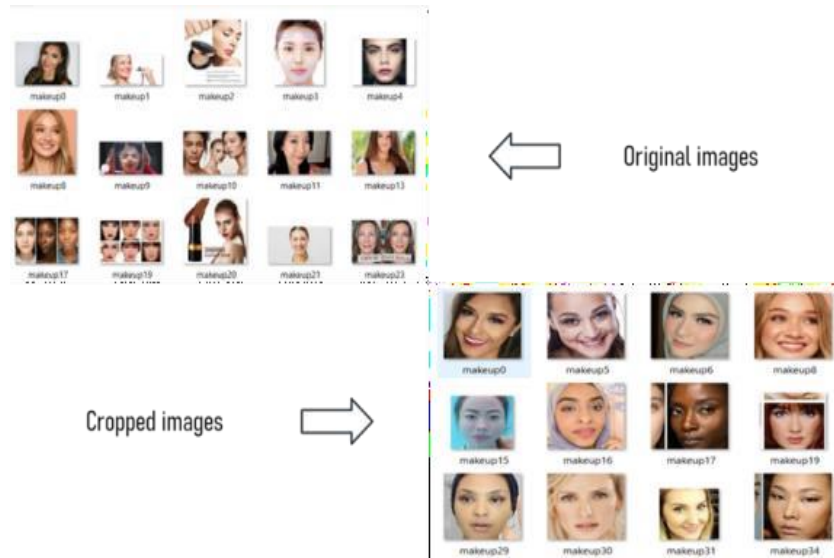 makeup0 makeup1 makeup2 makeup3 makeup4
makeup8 makeup9 makeup10 makeup11 makeup13
makeup17 makeup19 makeup20 makeup21 makeup23
Original images
Cropped images
makeup0 makeup5 makeup6 makeup8
makeup15 makeup16 makeup17 makeup19
makeup29 makeup30 makeup31 makeup34